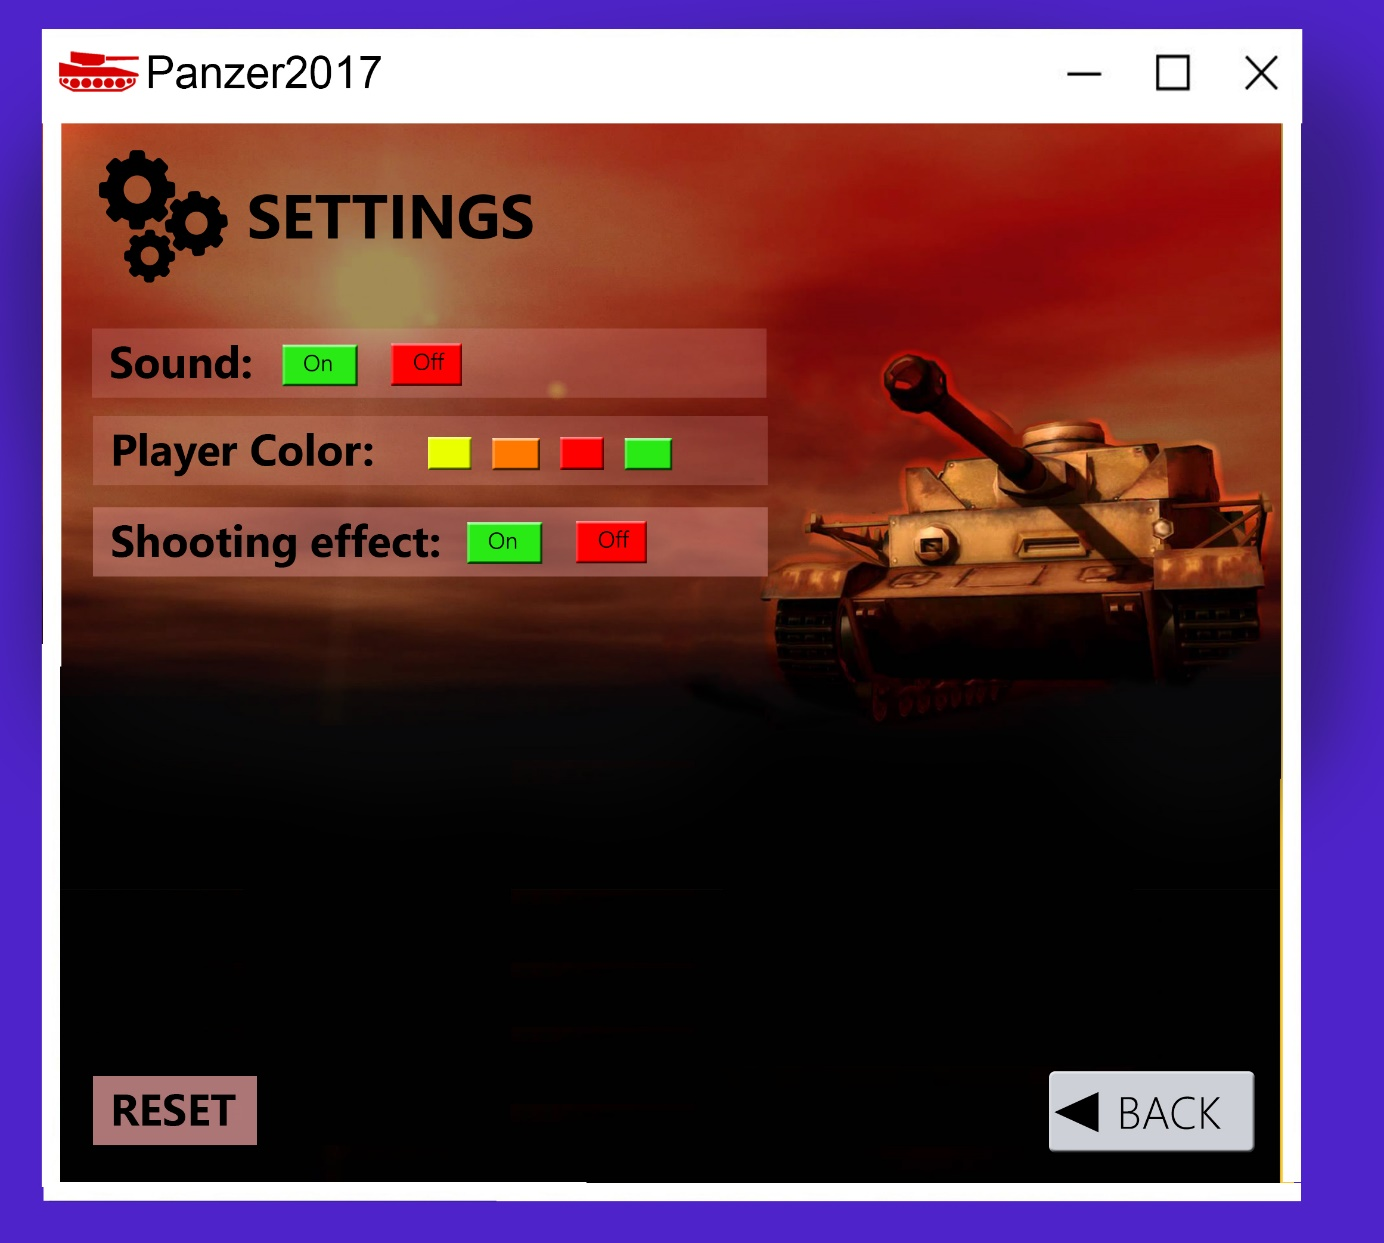 Panzer2017
SETTINGS
Sound: On Off
Player Color:
Shooting effect: On Off
RESET
BACK